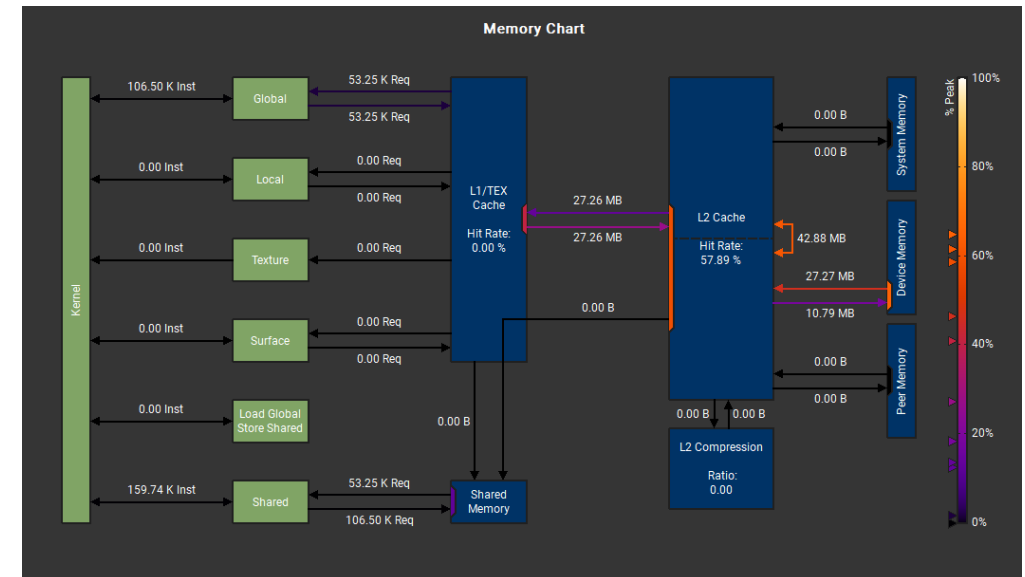 Memory Chart
Kernel
106.50 K Inst
Global
53.25 K Req
53.25 K Req
0.00 Inst
Local
0.00 Req
0.00 Req
0.00 Inst
Texture
0.00 Req
0.00 Inst
Surface
0.00 Req
0.00 Req
0.00 Inst
Load Global
Store Shared
159.74 K Inst
Shared
53.25 K Req
106.50 K Req
L1/TEX
Cache
Hit Rate:
0.00 %
0.00 B
Shared
Memory
27.26 MB
27.26 MB
0.00 B
L2 Cache
Hit Rate:
57.89 %
42.88 MB
0.00 B
0.00 B
L2 Compression
Ratio:
0.00
0.00 B
0.00 B
System Memory
27.27 MB
10.79 MB
Device Memory
0.00 B
0.00 B
Peer Memory
% Peak
100%
80%
60%
40%
20%
0%